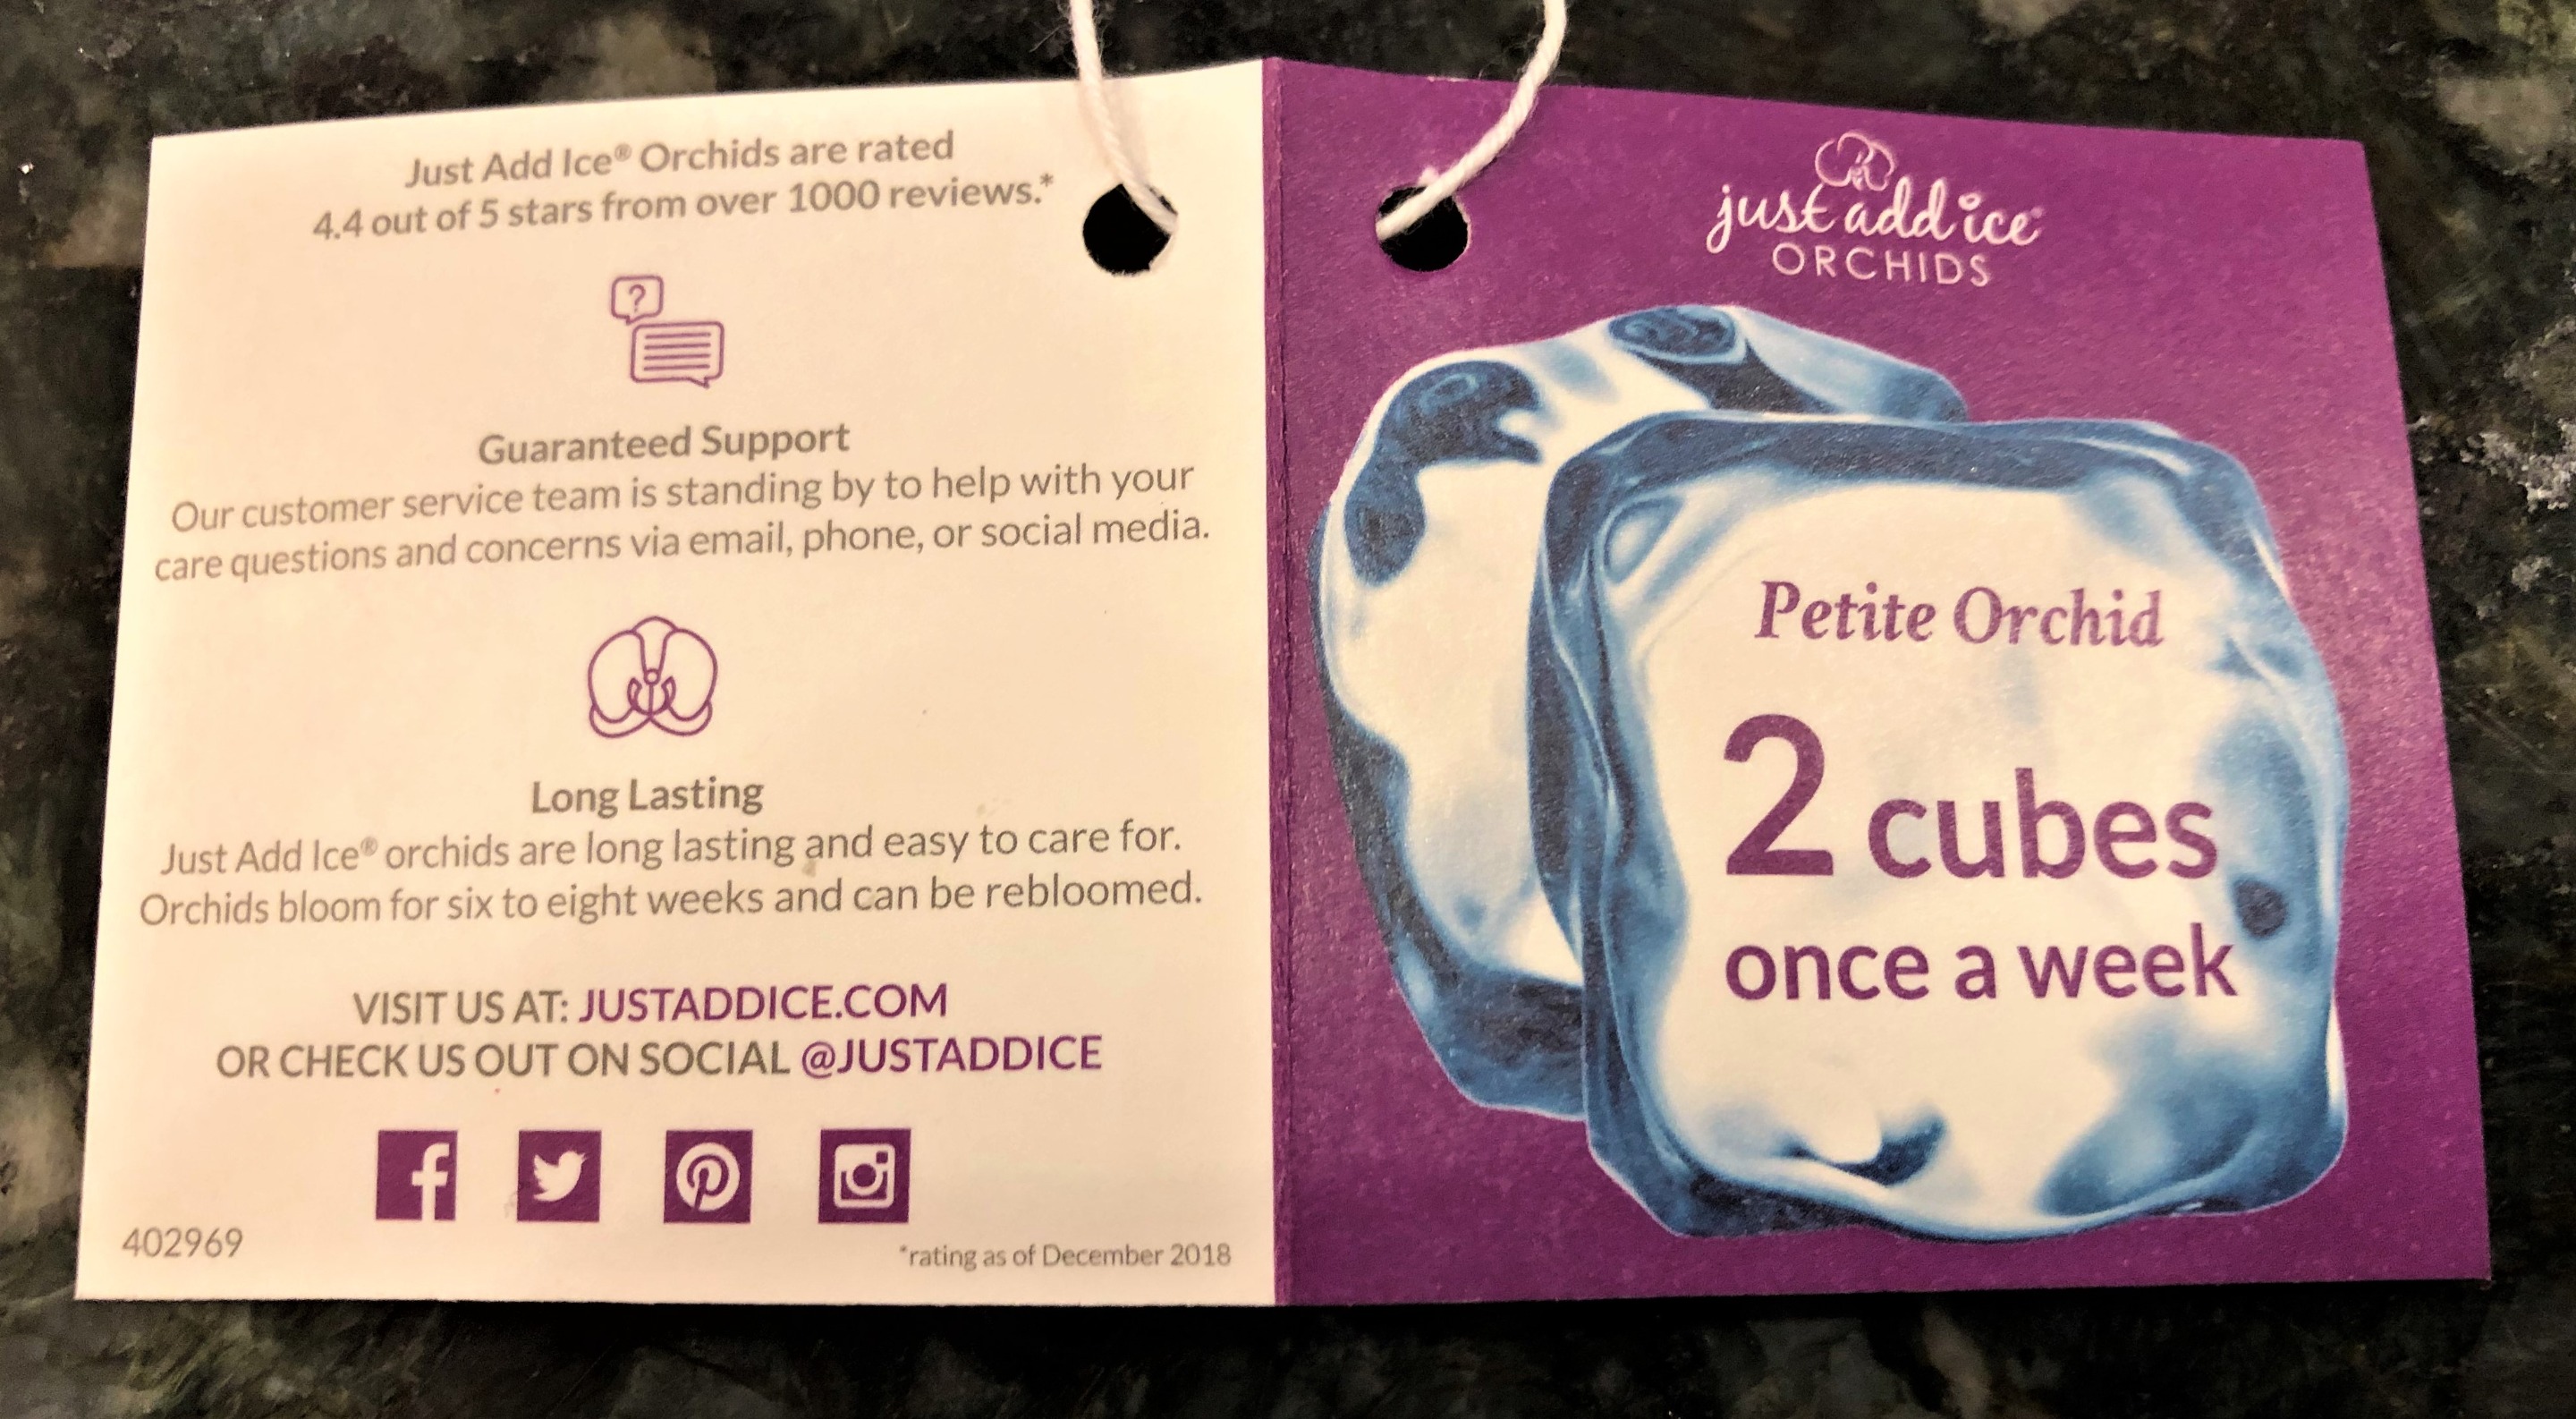 Just Add Ice® Orchids are rated
4.4 out of 5 stars from over 1000 reviews.*
?
Guaranteed Support
Our customer service team is standing by to help with your
care questions and concerns via email, phone, or social media.
Long Lasting
Just Add Ice® orchids are long lasting and easy to care for.
Orchids bloom for six to eight weeks and can be rebloomed.
VISIT US AT: JUSTADDICE.COM
OR CHECK US OUT ON SOCIAL @JUSTADDICE
402969
*rating as of December 2018
just add ice®
ORCHIDS
Petite Orchid
2 cubes
once a week